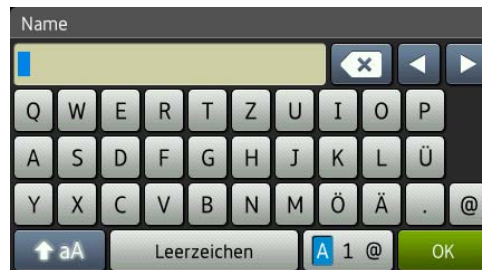 Name
Q W E R T Z U I O P
A S D F G H J K L Ü
Y X C V B N M Ö Ä . @
aA Leerzeichen A 1 @ OK